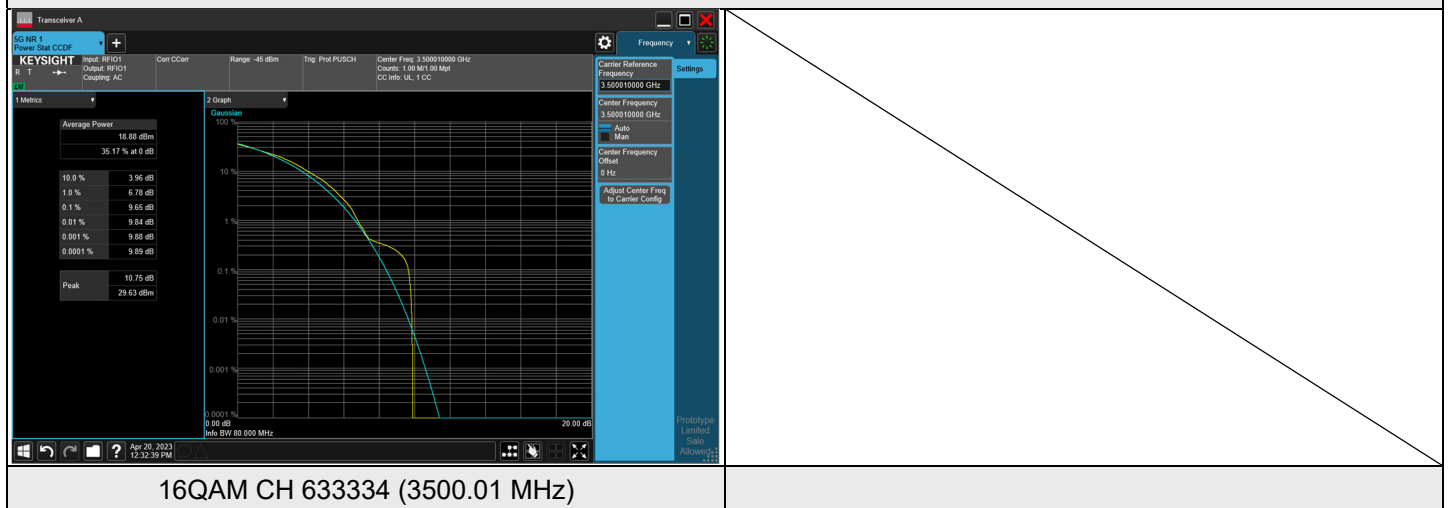 Transceiver A
5G NR 1
Power Stat CCDF
+
Frequency
KEYSIGHT
R T
Input: RFIO1
Output: RFIO1
Coupling: AC
Corr CCorr
Range: -45 dBm
Trig: Prot PUSCH
Center Freq: 3.500010000 GHz
Counts: 1.00 M/1.00 Mpt
CC Info: UL, 1 CC
1 Metrics
Average Power
18.88 dBm
35.17 % at 0 dB
10.0 % 3.96 dB
1.0 % 6.78 dB
0.1 % 9.65 dB
0.01 % 9.84 dB
0.001 % 9.88 dB
0.0001 % 9.89 dB
Peak
10.75 dB
29.63 dBm
2 Graph
Gaussian
100 %
10 %
1 %
0.1 %
0.01 %
0.001 %
0.0001 %
0.00 dB
20.00 dB
Info BW 80.000 MHz
Carrier Reference
Frequency
3.500010000 GHz
Center Frequency
3.500010000 GHz
Auto
Man
Center Frequency
Offset
0 Hz
Adjust Center Freq
to Carrier Config
Settings
Prototype
Limited
Sale
Allowed
?
Apr 20, 2023
12:32:39 PM
16QAM CH 633334 (3500.01 MHz)